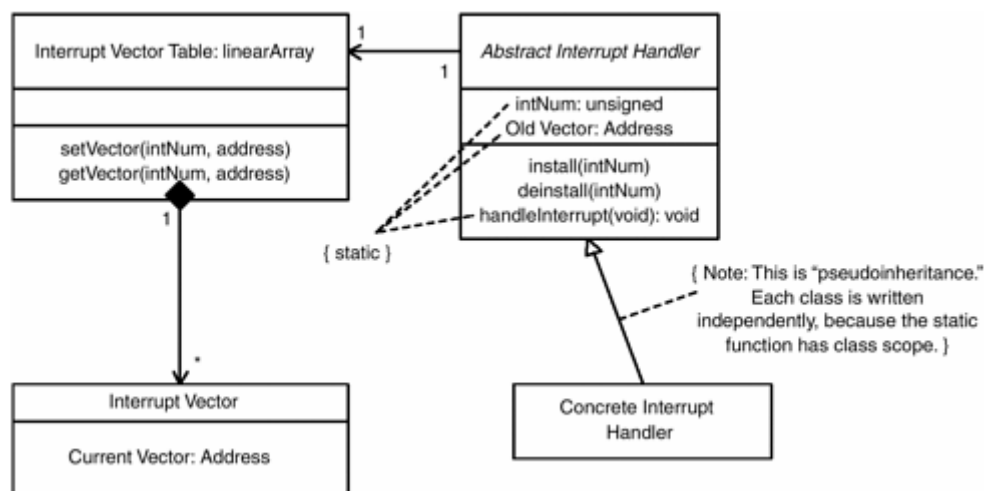 Interrupt Vector Table: linearArray
setVector(intNum, address)
getVector(intNum, address)
1
1
Abstract Interrupt Handler
intNum: unsigned
Old Vector: Address
install(intNum)
deinstall(intNum)
handleInterrupt(void): void
1
{ static }
{ Note: This is “pseudoinheritance.”
Each class is written
independently, because the static
function has class scope. }
*
Interrupt Vector
Current Vector: Address
Concrete Interrupt
Handler